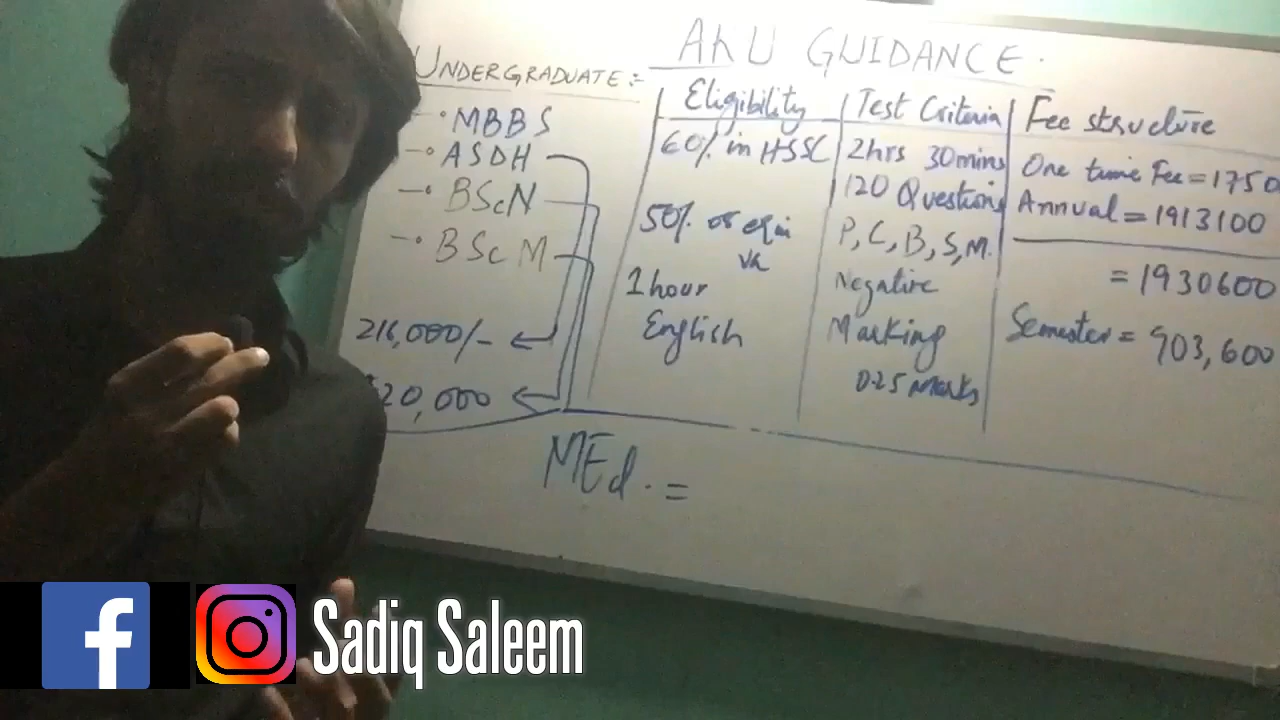 AKU GUIDANCE.
UNDERGRADUATE:-
- • MBBS
- • ASDH
- • BScN
- • BScM
216,000/-
20,000
Eligibility
60% in HSSC
50% or equi
va
1 hour
English
Test Criteria
2hrs 30mins
120 Questions
P, C, B, S, M.
Negative
Marking
0.25 Marks
Fee structure
One time Fee = 1750
Annual = 1913100
= 1930600
Semester = 903,600
MEd. =
f
Sadiq Saleem